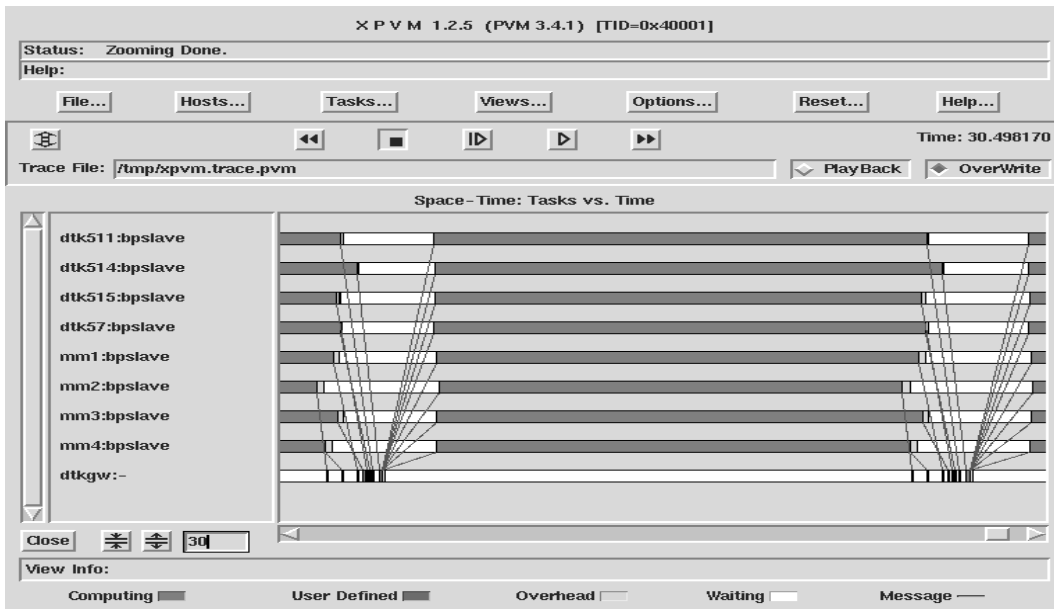 X P V M 1.2.5 (PVM 3.4.1) [TID=0x40001]
Status: Zooming Done.
Help:
File... Hosts... Tasks... Views... Options... Reset... Help...
Time: 30.498170
Trace File: /tmp/xpvm.trace.pvm PlayBack OverWrite
Space-Time: Tasks vs. Time
dtk511:bpslave
dtk514:bpslave
dtk515:bpslave
dtk57:bpslave
mm1:bpslave
mm2:bpslave
mm3:bpslave
mm4:bpslave
dtkgw:-
Close 30
View Info:
Computing User Defined Overhead Waiting Message